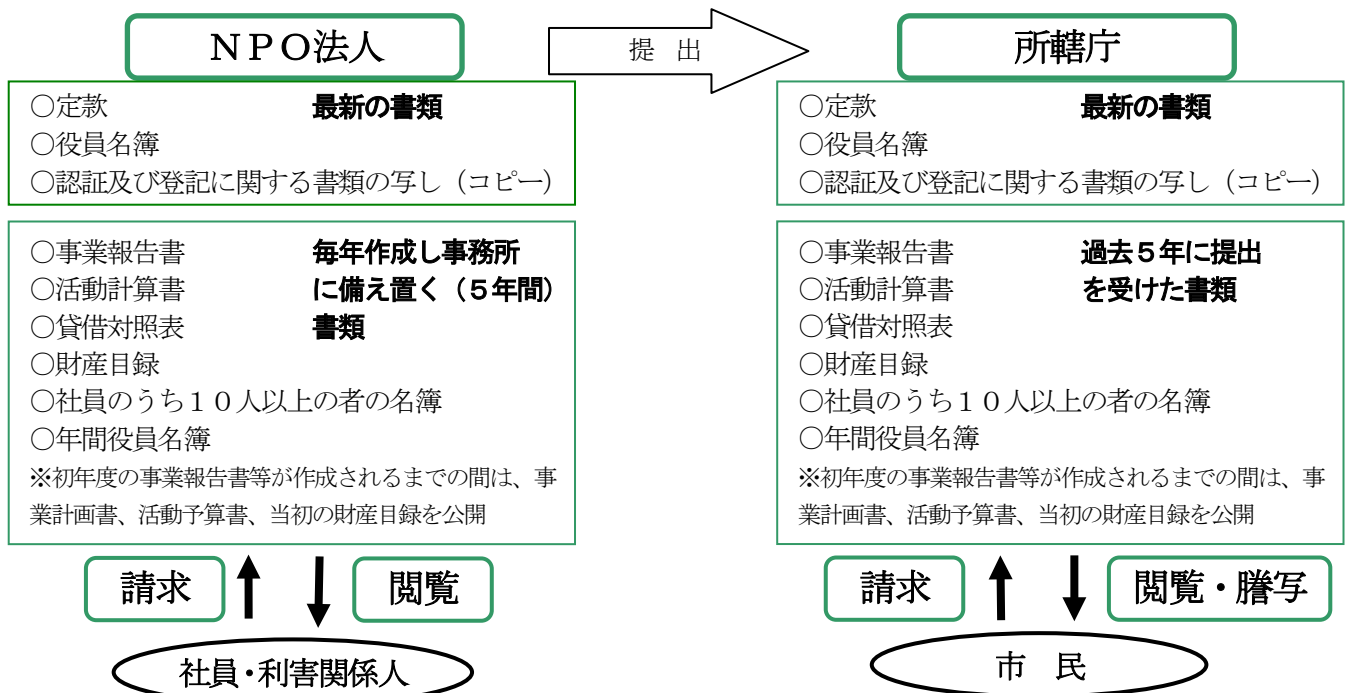 NPO法人
提 出
所轄庁
○定款 最新の書類
○役員名簿
○認証及び登記に関する書類の写し（コピー）
○事業報告書 毎年作成し事務所
○活動計算書 に備え置く（５年間）
○貸借対照表 書類
○財産目録
○社員のうち１０人以上の者の名簿
○年間役員名簿
※初年度の事業報告書等が作成されるまでの間は、事
業計画書、活動予算書、当初の財産目録を公開
請求
閲覧
社員・利害関係人
○定款 最新の書類
○役員名簿
○認証及び登記に関する書類の写し（コピー）
○事業報告書 過去５年に提出
○活動計算書 を受けた書類
○貸借対照表
○財産目録
○社員のうち１０人以上の者の名簿
○年間役員名簿
※初年度の事業報告書等が作成されるまでの間は、事
業計画書、活動予算書、当初の財産目録を公開
請求
閲覧・謄写
市 民